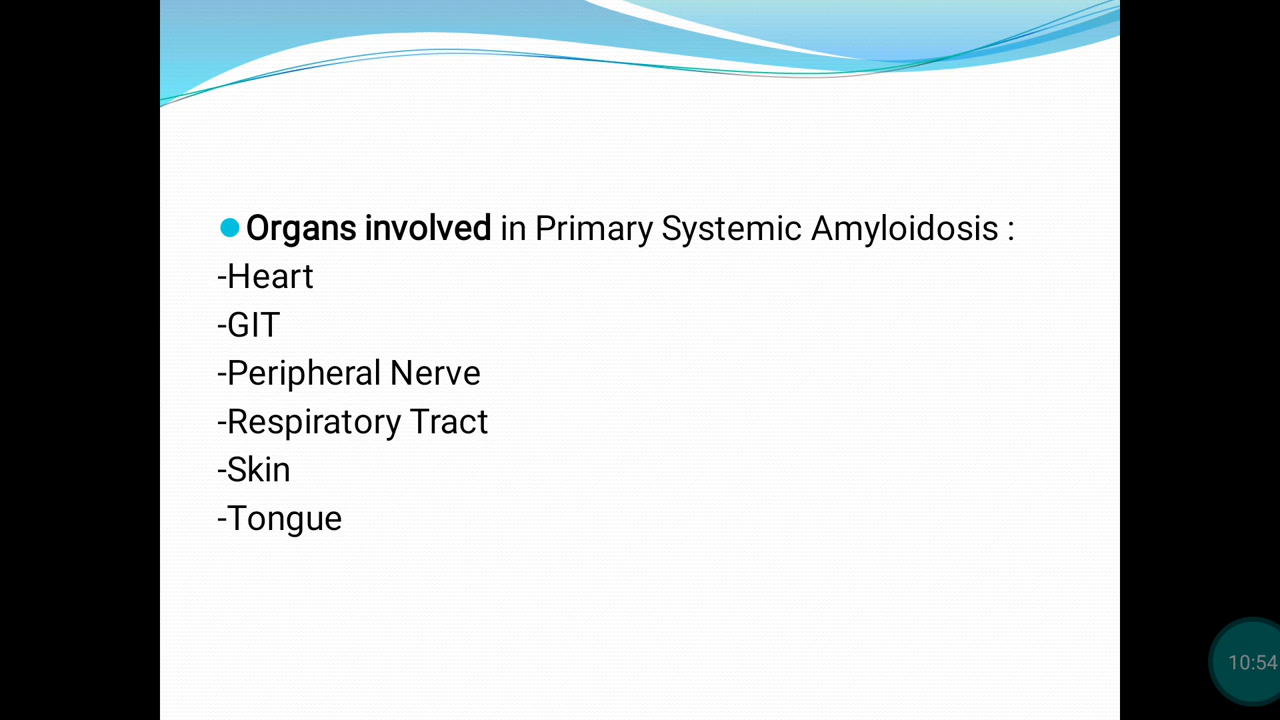 Organs involved in Primary Systemic Amyloidosis :
-Heart
-GIT
-Peripheral Nerve
-Respiratory Tract
-Skin
-Tongue
10:54